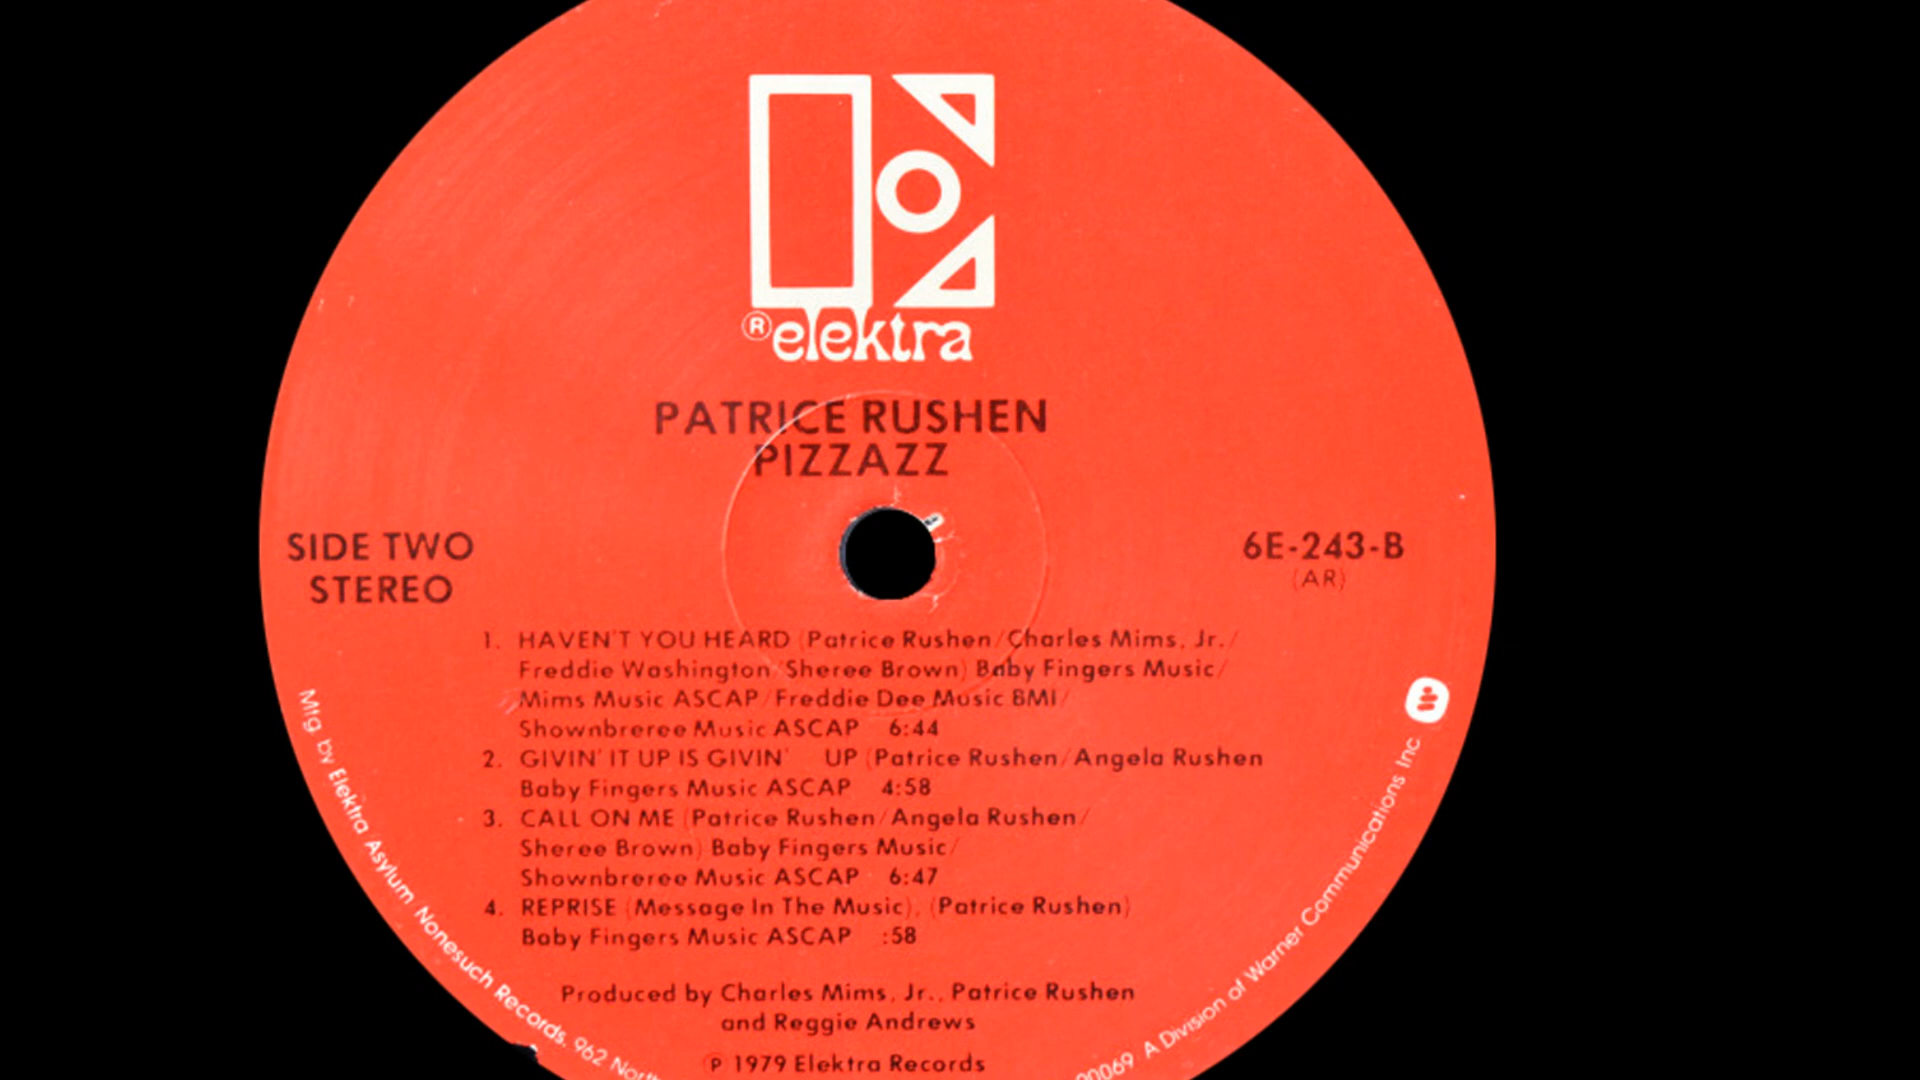 ® elektra
PATRICE RUSHEN
PIZZAZZ
SIDE TWO
STEREO
6E-243-B
(AR)
1. HAVEN'T YOU HEARD (Patrice Rushen/Charles Mims, Jr./
Freddie Washington/Sheree Brown) Baby Fingers Music/
Mims Music ASCAP/Freddie Dee Music BMI/
Shownbreree Music ASCAP 6:44
2. GIVIN' IT UP IS GIVIN' UP (Patrice Rushen/Angela Rushen
Baby Fingers Music ASCAP 4:58
3. CALL ON ME (Patrice Rushen/Angela Rushen/
Sheree Brown) Baby Fingers Music/
Shownbreree Music ASCAP 6:47
4. REPRISE (Message In The Music), (Patrice Rushen)
Baby Fingers Music ASCAP :58
Produced by Charles Mims, Jr., Patrice Rushen
and Reggie Andrews
℗ 1979 Elektra Records
Mfg. by Elektra/Asylum/Nonesuch Records, 962 North
90069 A Division of Warner Communications Inc